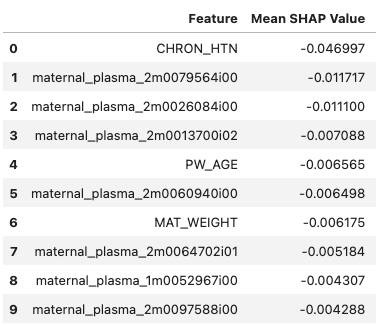 Feature Mean SHAP Value
0 CHRON_HTN -0.046997
1 maternal_plasma_2m0079564i00 -0.011717
2 maternal_plasma_2m0026084i00 -0.011100
3 maternal_plasma_2m0013700i02 -0.007088
4 PW_AGE -0.006565
5 maternal_plasma_2m0060940i00 -0.006498
6 MAT_WEIGHT -0.006175
7 maternal_plasma_2m0064702i01 -0.005184
8 maternal_plasma_1m0052967i00 -0.004307
9 maternal_plasma_2m0097588i00 -0.004288